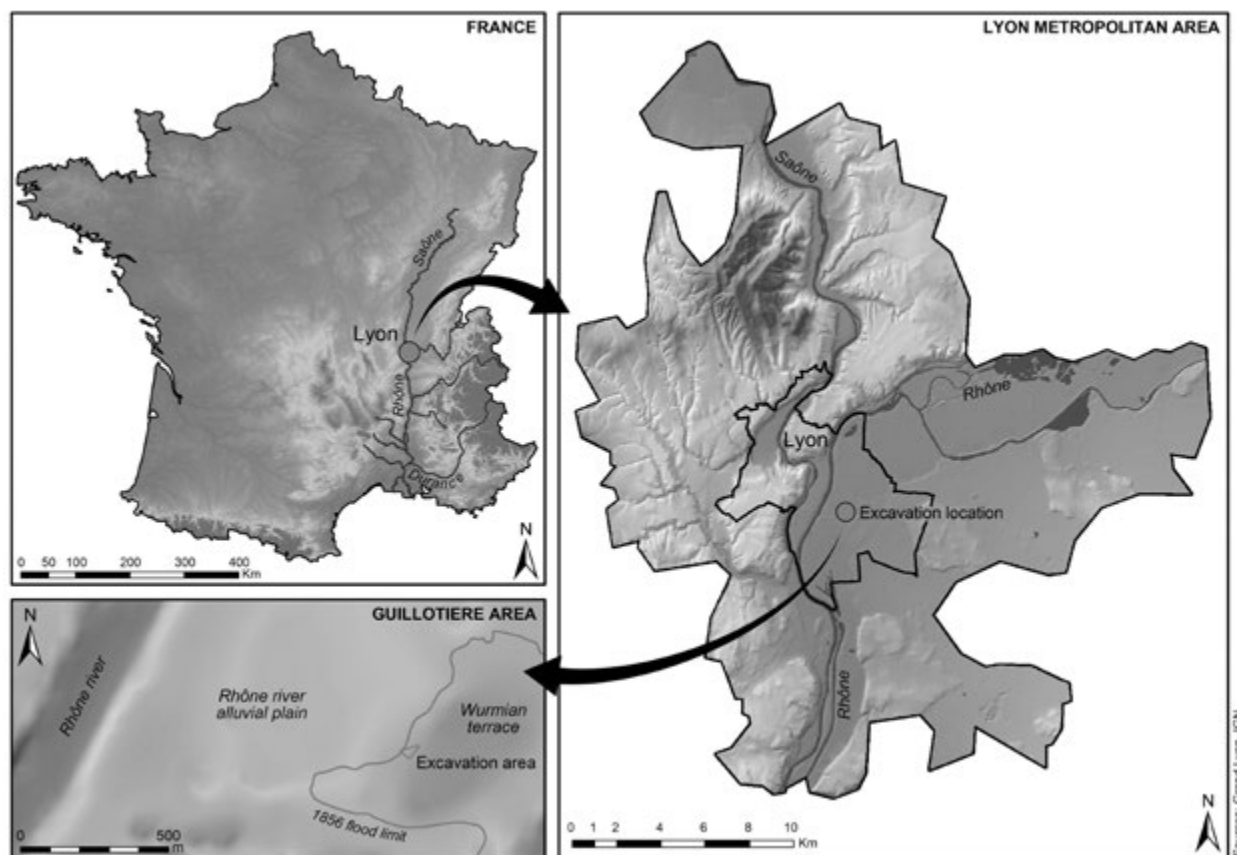 FRANCE
Saône
Lyon
Rhône
Durance
N
0 50 100 200 300 400
Km
LYON METROPOLITAN AREA
Saône
Rhône
Lyon
Excavation location
Rhône
N
0 1 2 4 6 8 10
Km
GUILLOTIERE AREA
N
Rhône river
Rhône river
alluvial plain
Wurmian
terrace
Excavation area
1856 flood limit
0 500
m